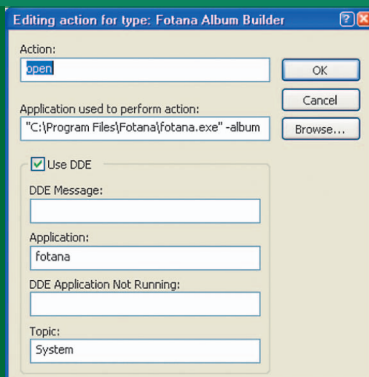 Editing action for type: Fotana Album Builder
Action:
open
OK
Application used to perform action:
Cancel
"C:\Program Files\Fotana\fotana.exe" -album
Browse...
Use DDE
DDE Message:
Application:
fotana
DDE Application Not Running:
Topic:
System